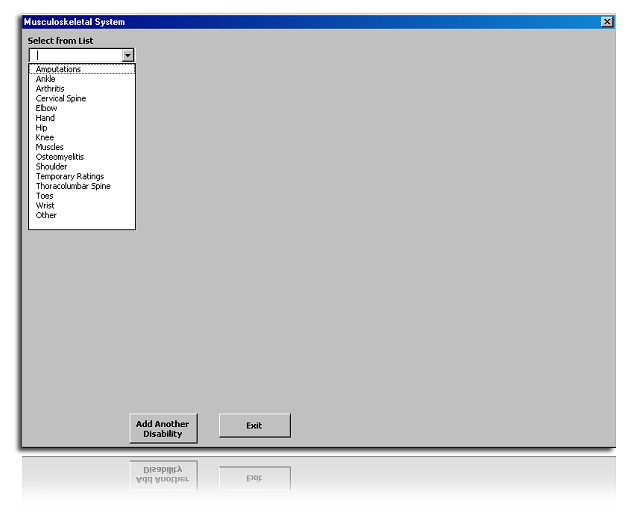 Musculoskeletal System
Select from List
Amputations
Ankle
Arthritis
Cervical Spine
Elbow
Hand
Hip
Knee
Muscles
Osteomyelitis
Shoulder
Temporary Ratings
Thoracolumbar Spine
Toes
Wrist
Other
Add Another
Disability
Exit